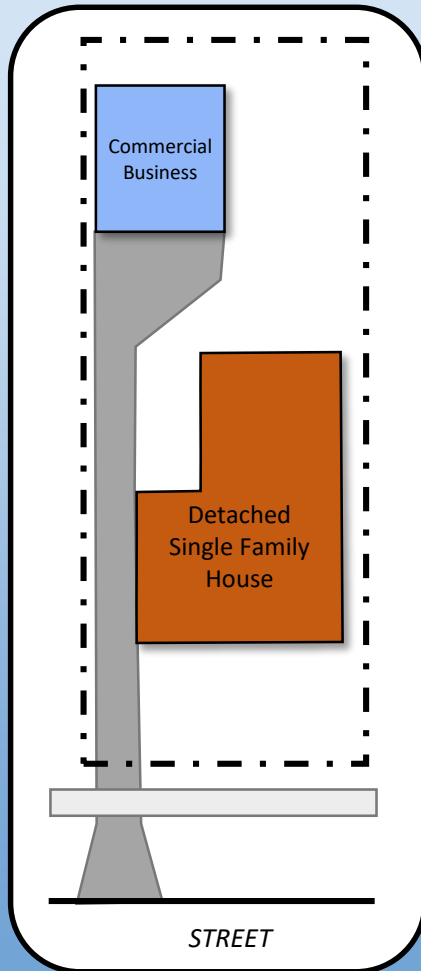 Commercial
Business
Detached
Single Family
House
STREET